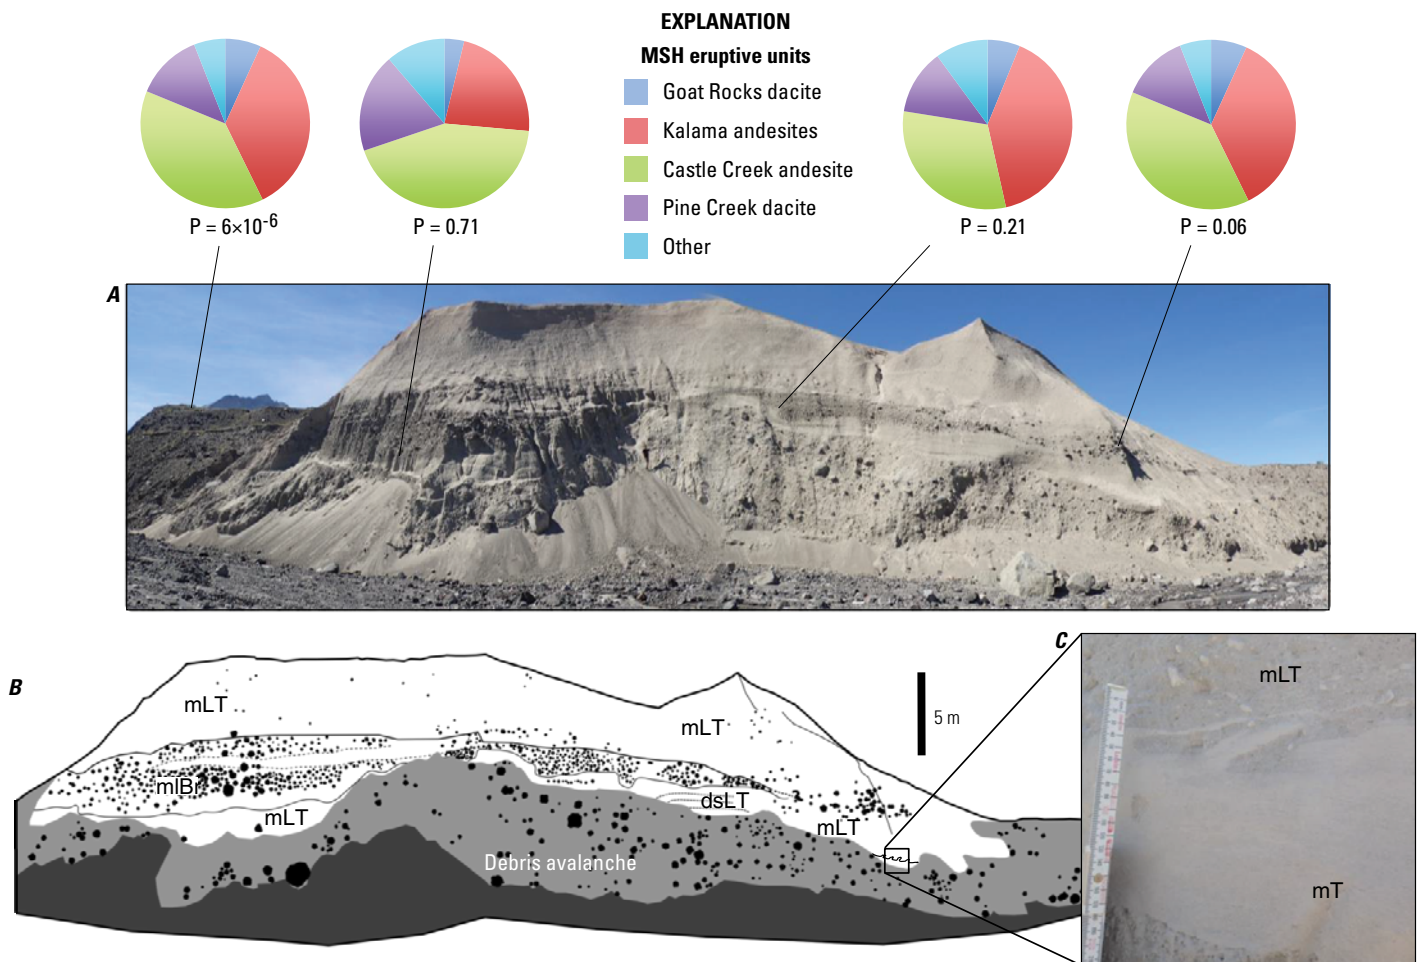 EXPLANATION
MSH eruptive units
Goat Rocks dacite
Kalama andesites
Castle Creek andesite
Pine Creek dacite
Other
P = 6×10⁻⁶
P = 0.71
P = 0.21
P = 0.06
A
B
mLT
mLT
mlBr
mLT
dsLT
mLT
Debris avalanche
5 m
C
mLT
mT